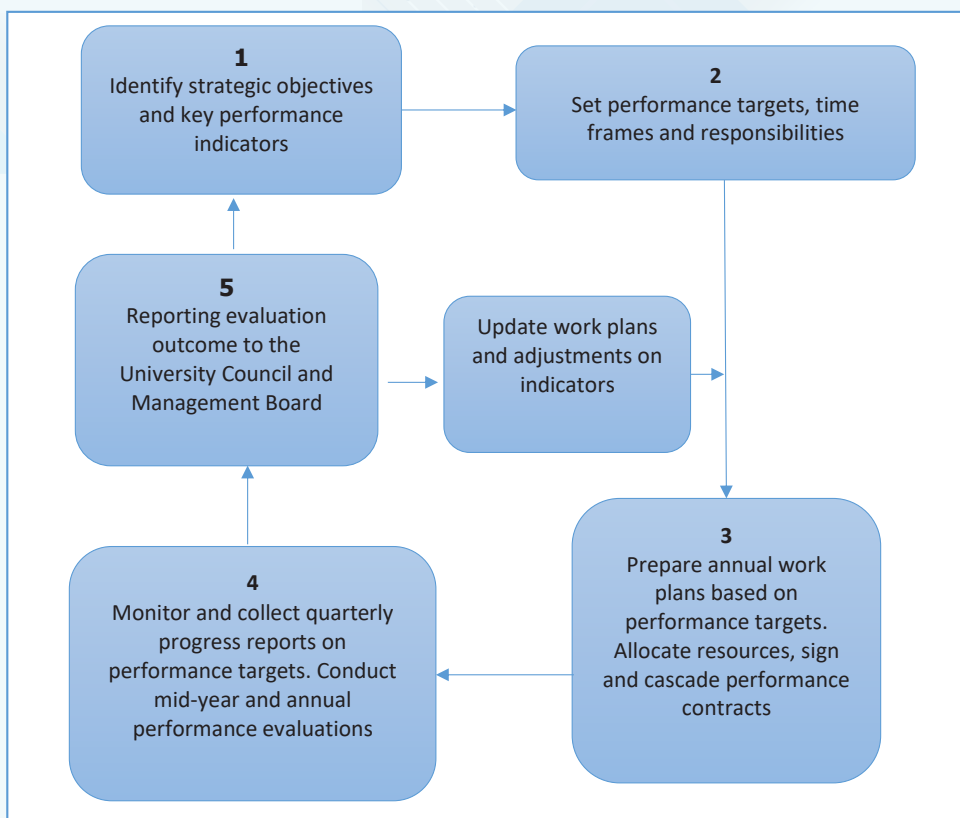 1
Identify strategic objectives
and key performance
indicators
2
Set performance targets, time
frames and responsibilities
5
Reporting evaluation
outcome to the
University Council and
Management Board
Update work plans
and adjustments on
indicators
3
Prepare annual work
plans based on
performance targets.
Allocate resources, sign
and cascade performance
contracts
4
Monitor and collect quarterly
progress reports on
performance targets. Conduct
mid-year and annual
performance evaluations